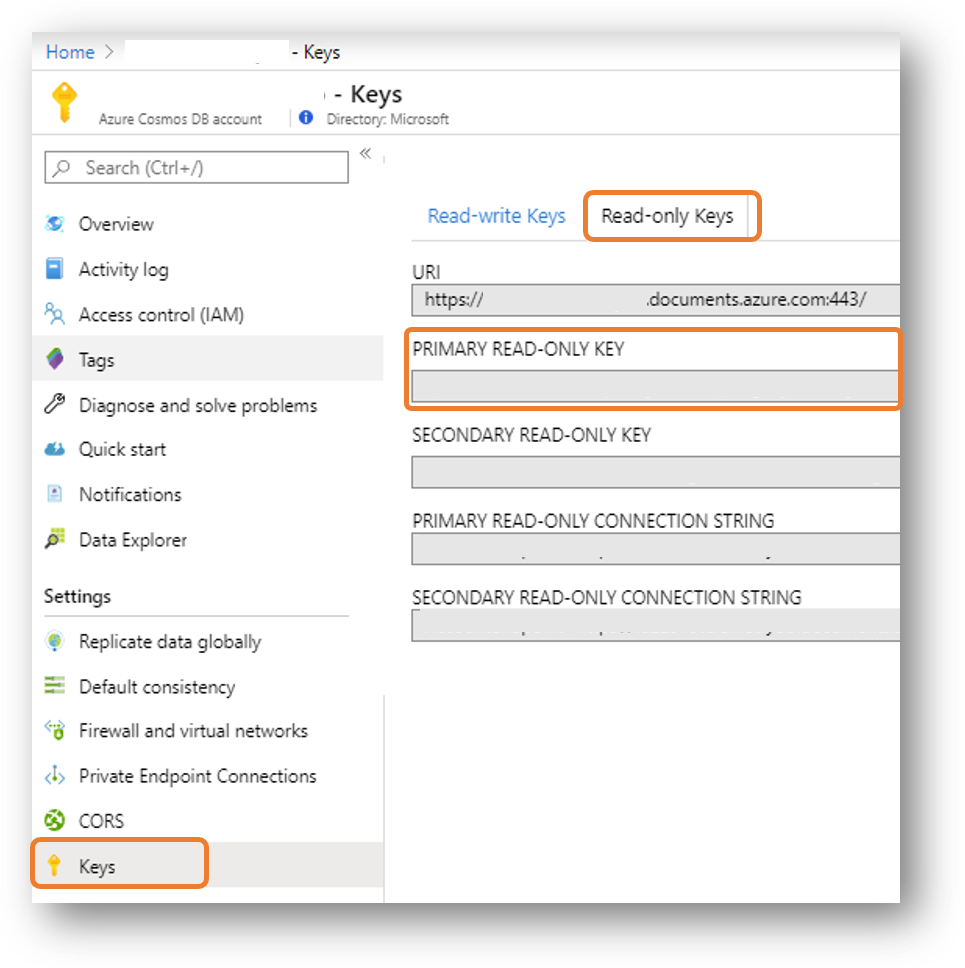 Home > - Keys
- Keys
Azure Cosmos DB account
Directory: Microsoft
Search (Ctrl+/)
«
Overview
Activity log
Access control (IAM)
Tags
Diagnose and solve problems
Quick start
Notifications
Data Explorer
Settings
Replicate data globally
Default consistency
Firewall and virtual networks
Private Endpoint Connections
CORS
Keys
Read-write Keys
Read-only Keys
URI
https:// .documents.azure.com:443/
PRIMARY READ-ONLY KEY
SECONDARY READ-ONLY KEY
PRIMARY READ-ONLY CONNECTION STRING
SECONDARY READ-ONLY CONNECTION STRING